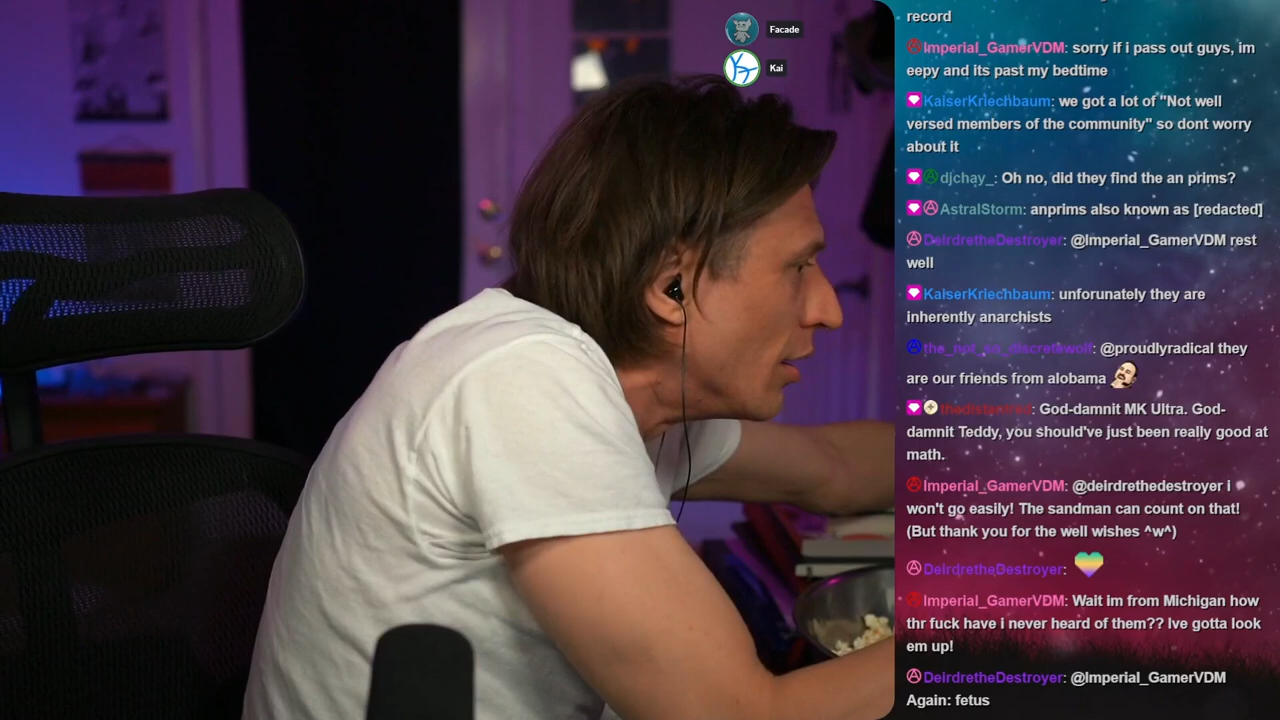 Facade
Kai
record
Imperial_GamerVDM: sorry if i pass out guys, im
eepy and its past my bedtime
KaiserKriechbaum: we got a lot of "Not well
versed members of the community" so dont worry
about it
djchay_: Oh no, did they find the an prims?
AstralStorm: anprims also known as [redacted]
DeirdretheDestroyer: @Imperial_GamerVDM rest
well
KaiserKriechbaum: unforunately they are
inherently anarchists
@proudlyradical they
are our friends from alobama
God-damnit MK Ultra. God-
damnit Teddy, you should've just been really good at
math.
Imperial_GamerVDM: @deirdrethedestroyer i
won't go easily! The sandman can count on that!
(But thank you for the well wishes ^w^)
DeirdretheDestroyer:
Imperial_GamerVDM: Wait im from Michigan how
thr fuck have i never heard of them?? Ive gotta look
em up!
DeirdretheDestroyer: @Imperial_GamerVDM
Again: fetus